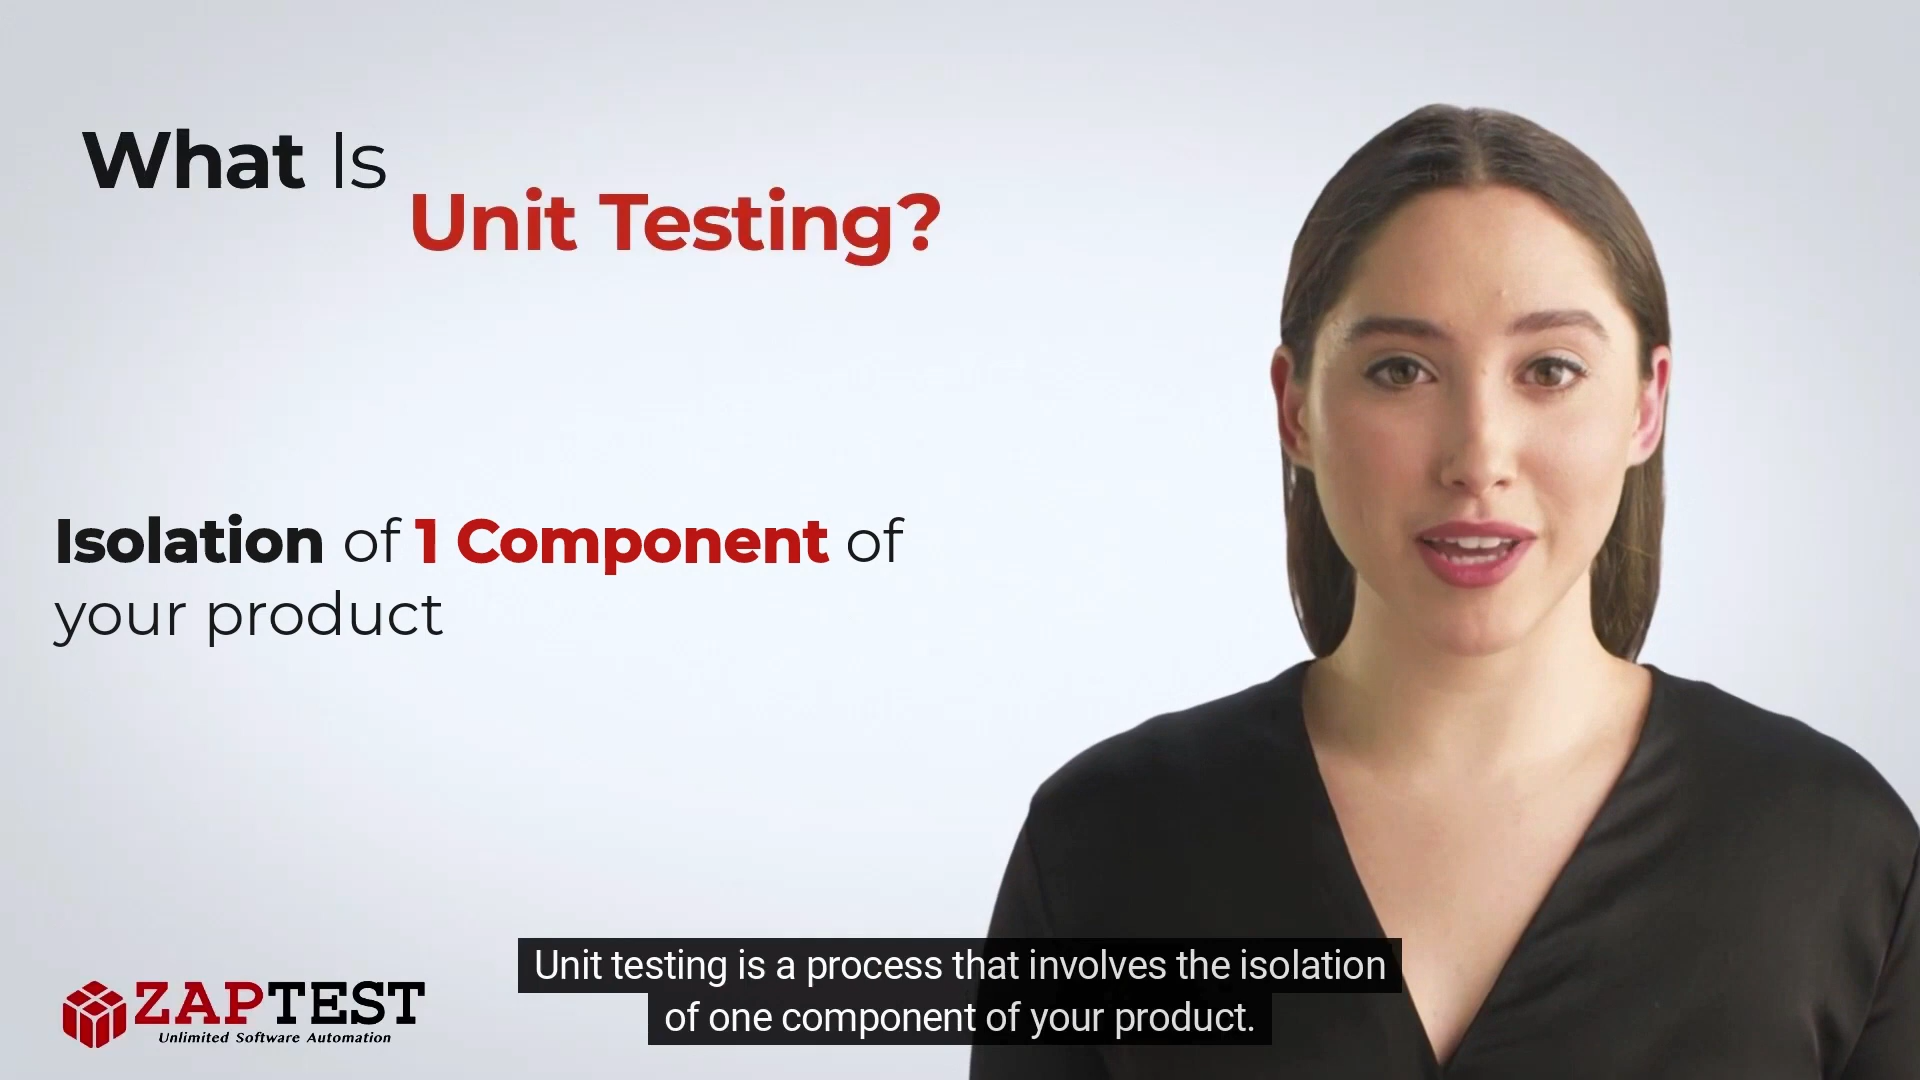 What Is
Unit Testing?
Isolation of 1 Component of
your product
ZAPTEST
Unlimited Software Automation
Unit testing is a process that involves the isolation
of one component of your product.